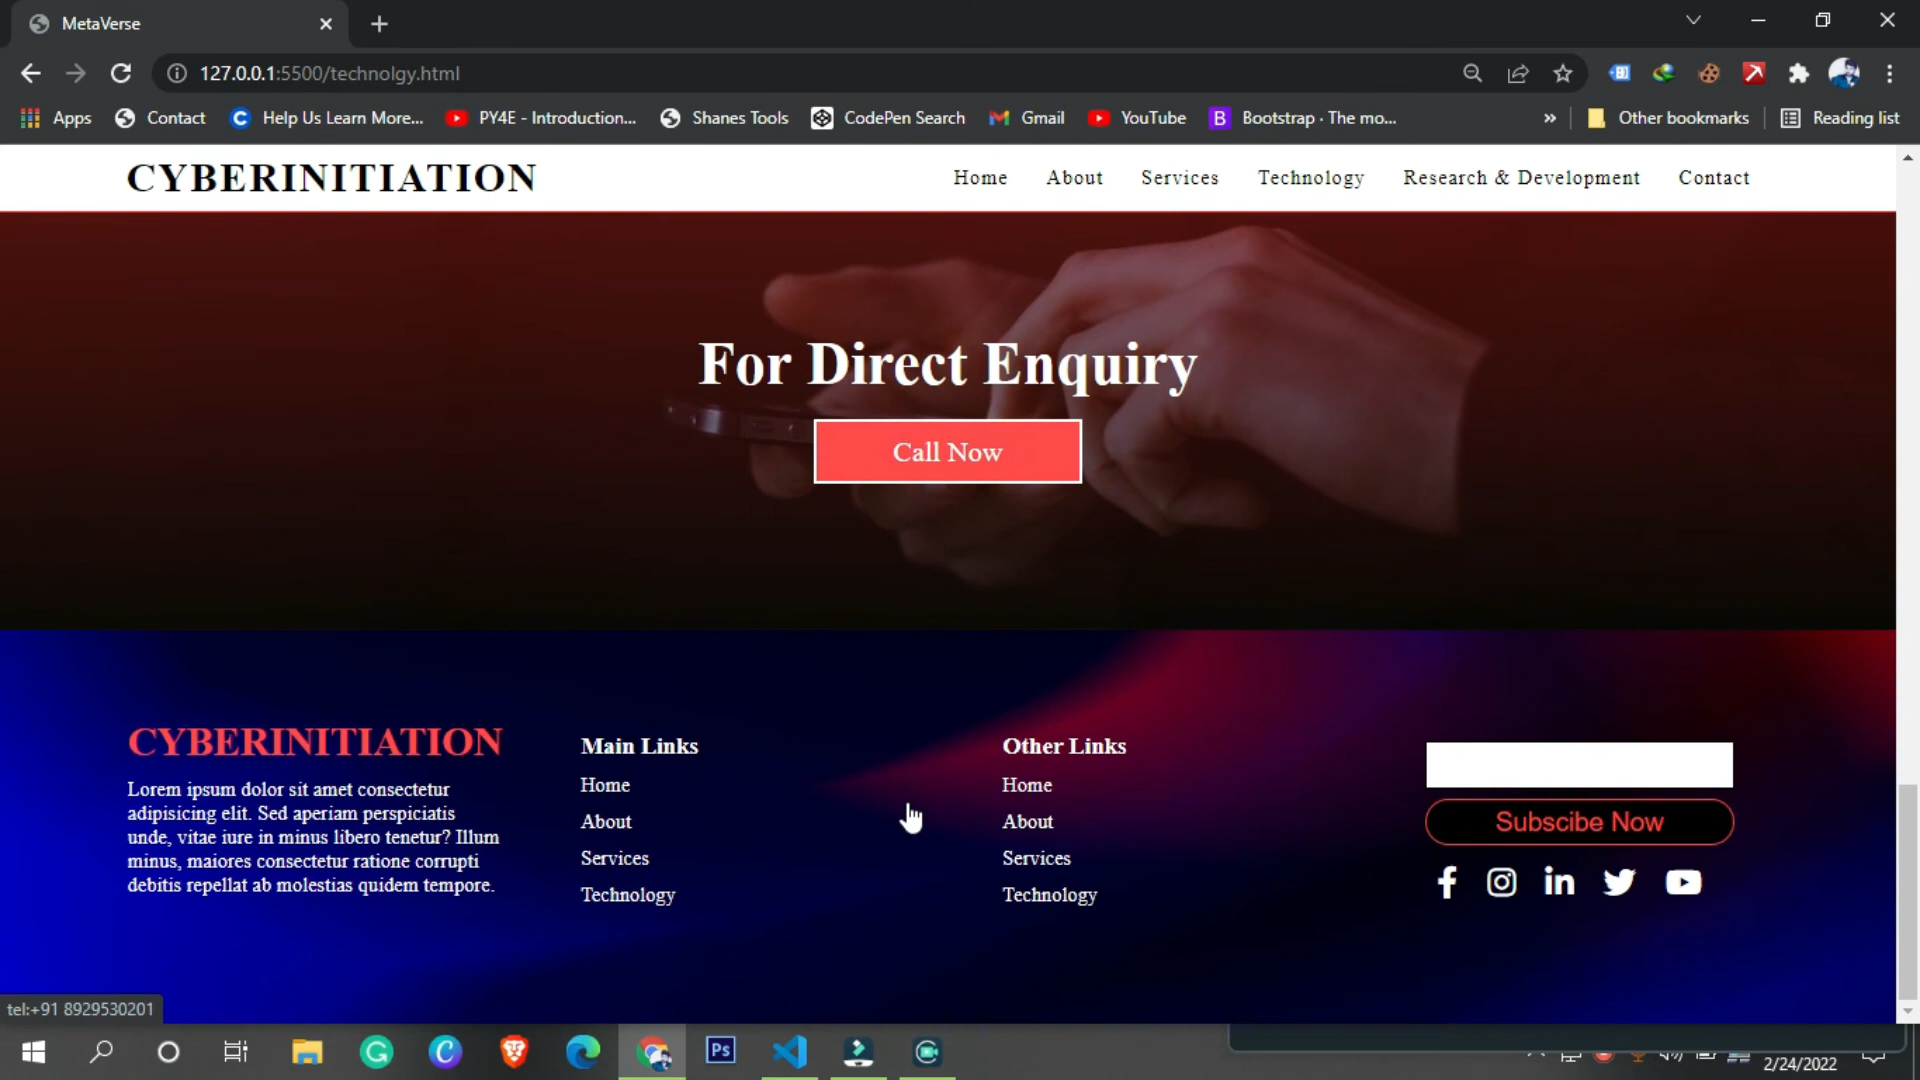 MetaVerse
127.0.0.1:5500/technolgy.html
Apps Contact Help Us Learn More... PY4E - Introduction... Shanes Tools CodePen Search Gmail YouTube Bootstrap · The mo... » Other bookmarks Reading list
CYBERINITIATION
Home About Services Technology Research & Development Contact
For Direct Enquiry
Call Now
CYBERINITIATION
Lorem ipsum dolor sit amet consectetur
adipisicing elit. Sed aperiam perspiciatis
unde, vitae iure in minus libero tenetur? Illum
minus, maiores consectetur ratione corrupti
debitis repellat ab molestias quidem tempore.
Main Links
Home
About
Services
Technology
Other Links
Home
About
Services
Technology
Subscibe Now
tel:+91 8929530201
Ps
2/24/2022